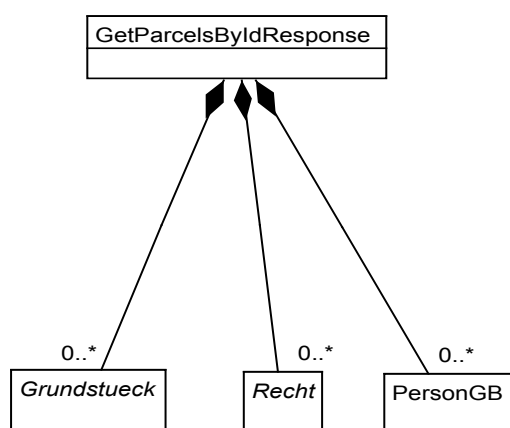 GetParcelsByIdResponse
0..*
0..*
0..*
Grundstueck
Recht
PersonGB